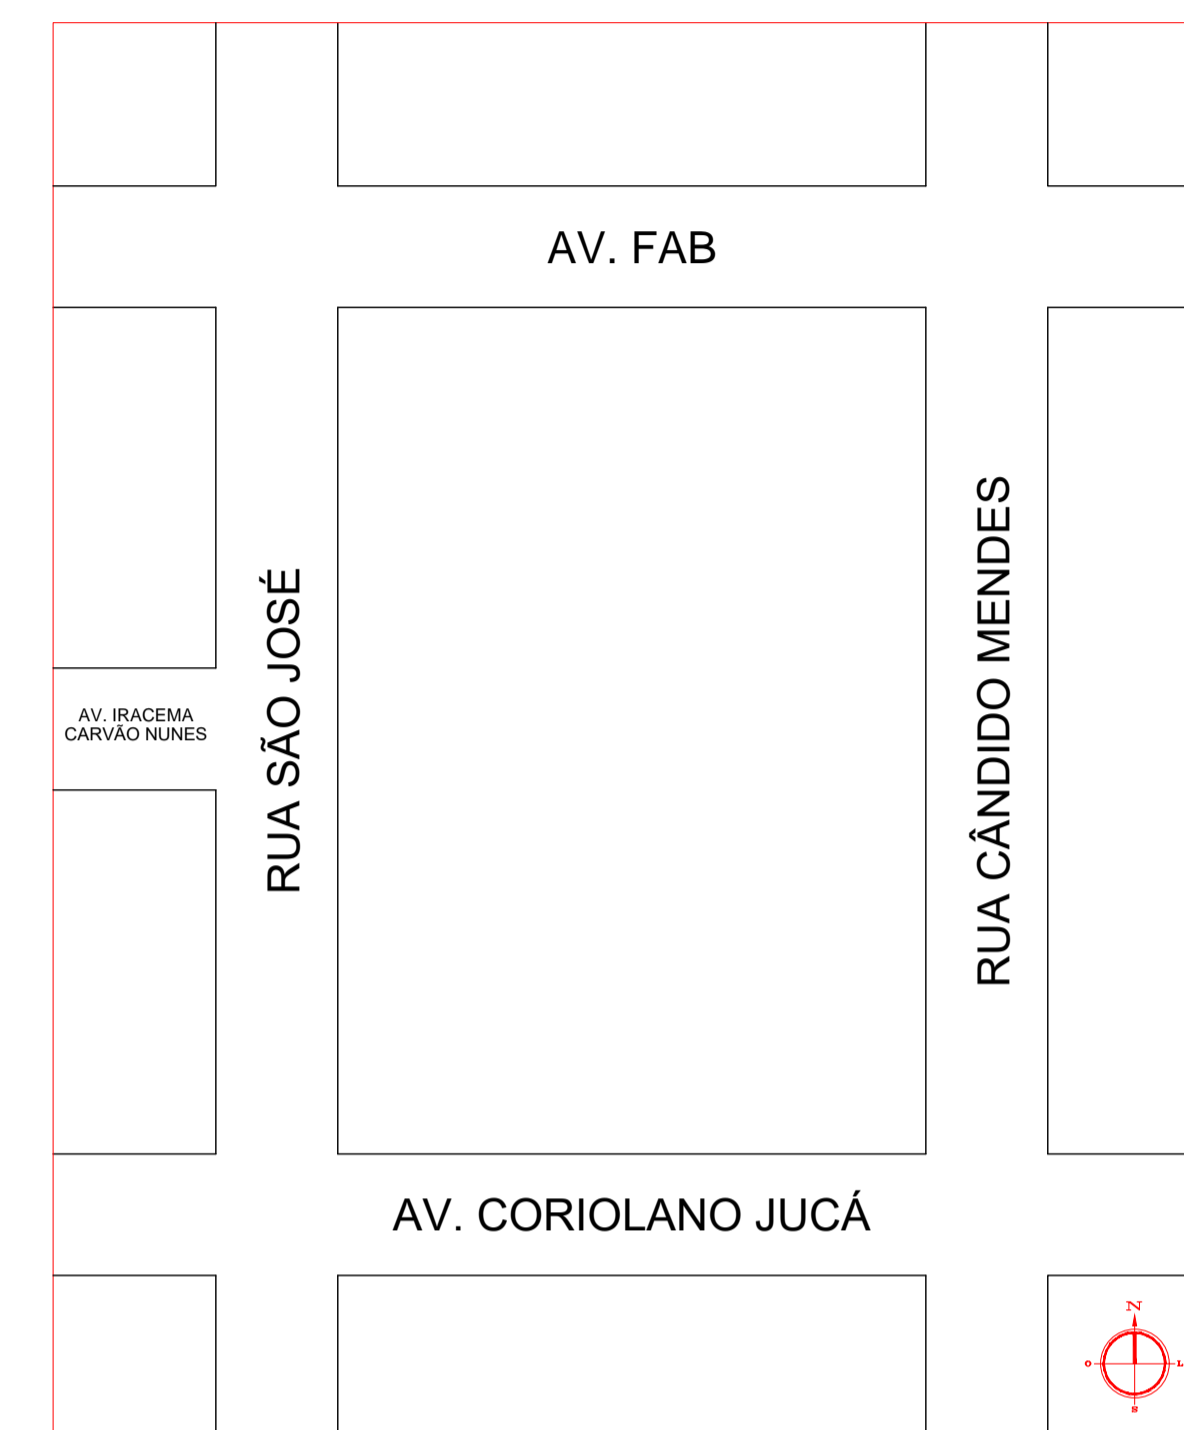 AV. FAB
RUA SÃO JOSÉ
RUA CÂNDIDO MENDES
AV. IRACEMA
CARVÃO NUNES
AV. CORIOLANO JUCÁ
N
O
L
S